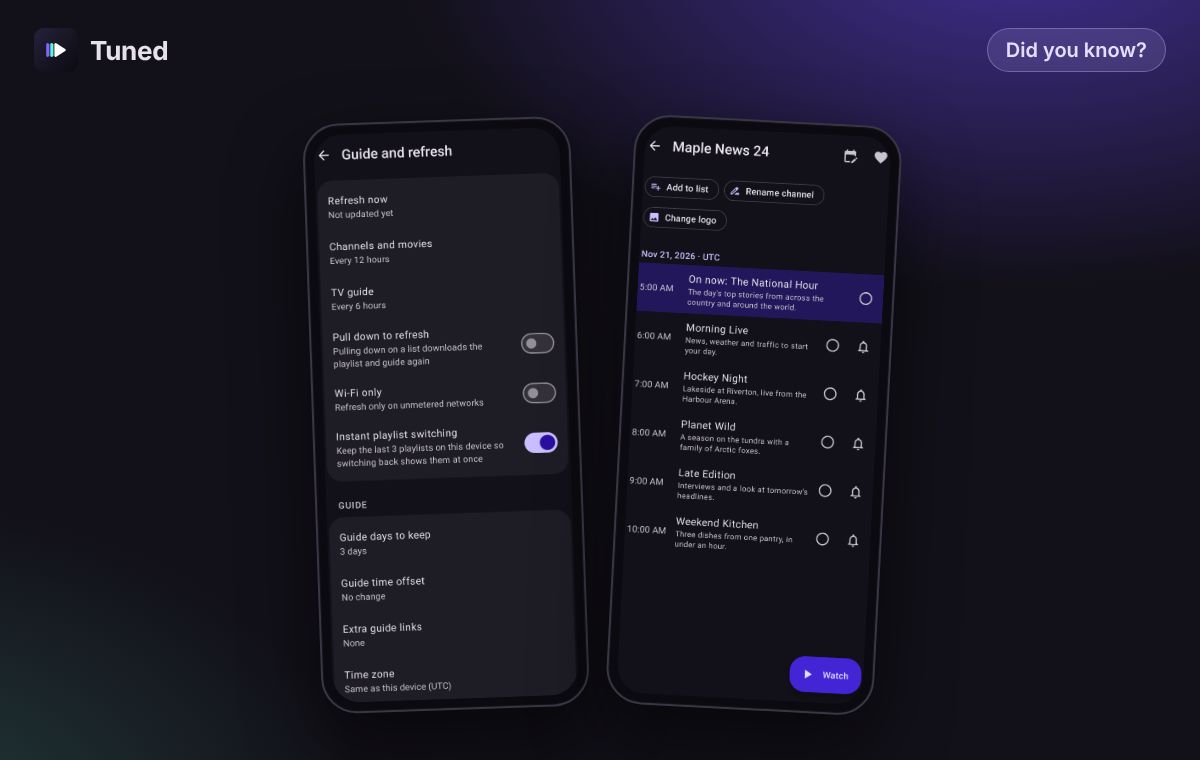 Tuned
Did you know?
Guide and refresh
Refresh now
Not updated yet
Channels and movies
Every 12 hours
TV guide
Every 6 hours
Pull down to refresh
Pulling down on a list downloads the
playlist and guide again
Wi-Fi only
Refresh only on unmetered networks
Instant playlist switching
Keep the last 3 playlists on this device so
switching back shows them at once
GUIDE
Guide days to keep
3 days
Guide time offset
No change
Extra guide links
None
Time zone
Same as this device (UTC)
Maple News 24
Add to list
Rename channel
Change logo
Nov 21, 2026 · UTC
5:00 AM
On now: The National Hour
The day's top stories from across the
country and around the world.
6:00 AM
Morning Live
News, weather and traffic to start
your day.
7:00 AM
Hockey Night
Lakeside at Riverton, live from the
Harbour Arena.
8:00 AM
Planet Wild
A season on the tundra with a
family of Arctic foxes.
9:00 AM
Late Edition
Interviews and a look at tomorrow's
headlines.
10:00 AM
Weekend Kitchen
Three dishes from one pantry, in
under an hour.
Watch